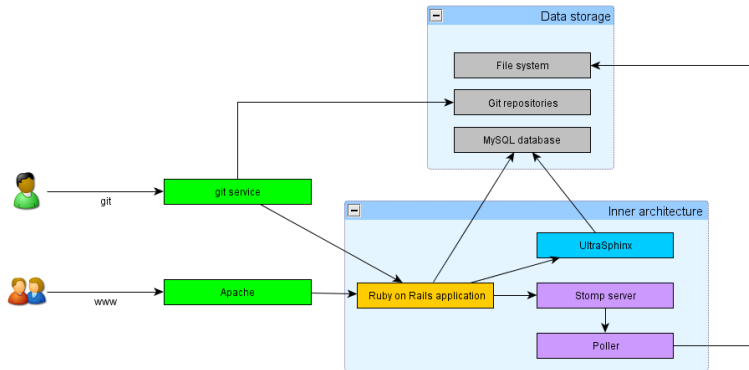 Data storage
File system
Git repositories
MySQL database
git
git service
Inner architecture
UltraSphinx
www
Apache
Ruby on Rails application
Stomp server
Poller